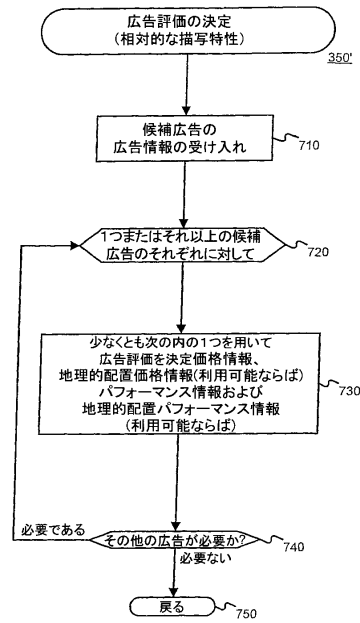 広告評価の決定
(相対的な描写特性)
350'
候補広告の
広告情報の受け入れ
710
1つまたはそれ以上の候補
広告のそれぞれに対して
720
少なくとも次の内の1つを用いて
広告評価を決定価格情報、
地理的配置価格情報(利用可能ならば)
パフォーマンス情報および
地理的配置パフォーマンス情報
(利用可能ならば)
730
必要である
その他の広告が必要か?
740
必要ない
戻る
750